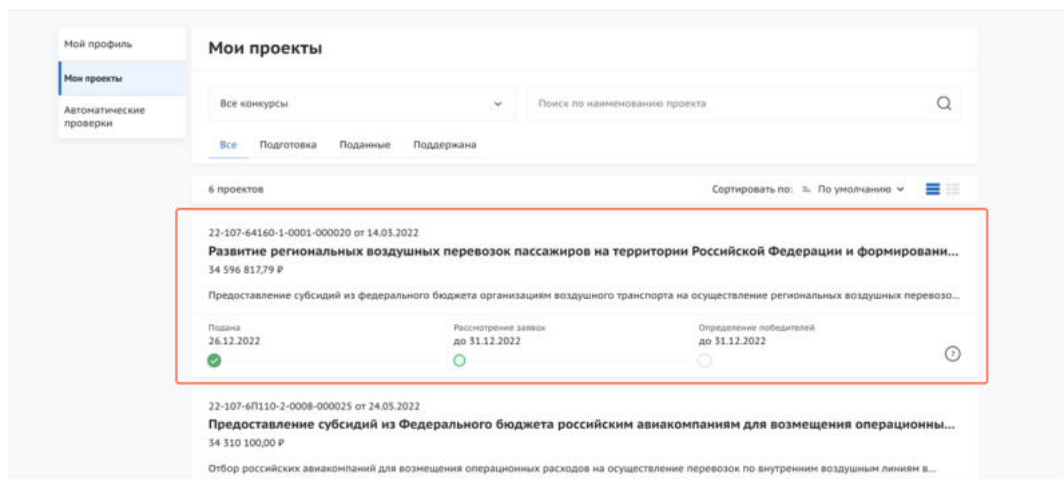 Мой профиль
Мои проекты
Автоматические
проверки
Мои проекты
Все конкурсы
Поиск по наименованию проекта
Все Подготовка Поданные Поддержана
6 проектов
Сортировать по: По умолчанию
22-107-64160-1-0001-000020 от 14.03.2022
Развитие региональных воздушных перевозок пассажиров на территории Российской Федерации и формировани...
34 596 817,79 ₽
Предоставление субсидий из федерального бюджета организациям воздушного транспорта на осуществление региональных воздушных перевозо...
Подана Рассмотрение заявок Определение победителей
26.12.2022 до 31.12.2022 до 31.12.2022
?
22-107-6П110-2-0008-000025 от 24.05.2022
Предоставление субсидий из Федерального бюджета российским авиакомпаниям для возмещения операционны...
34 310 100,00 ₽
Отбор российских авиакомпаний для возмещения операционных расходов на осуществление перевозок по внутренним воздушным линиям в...